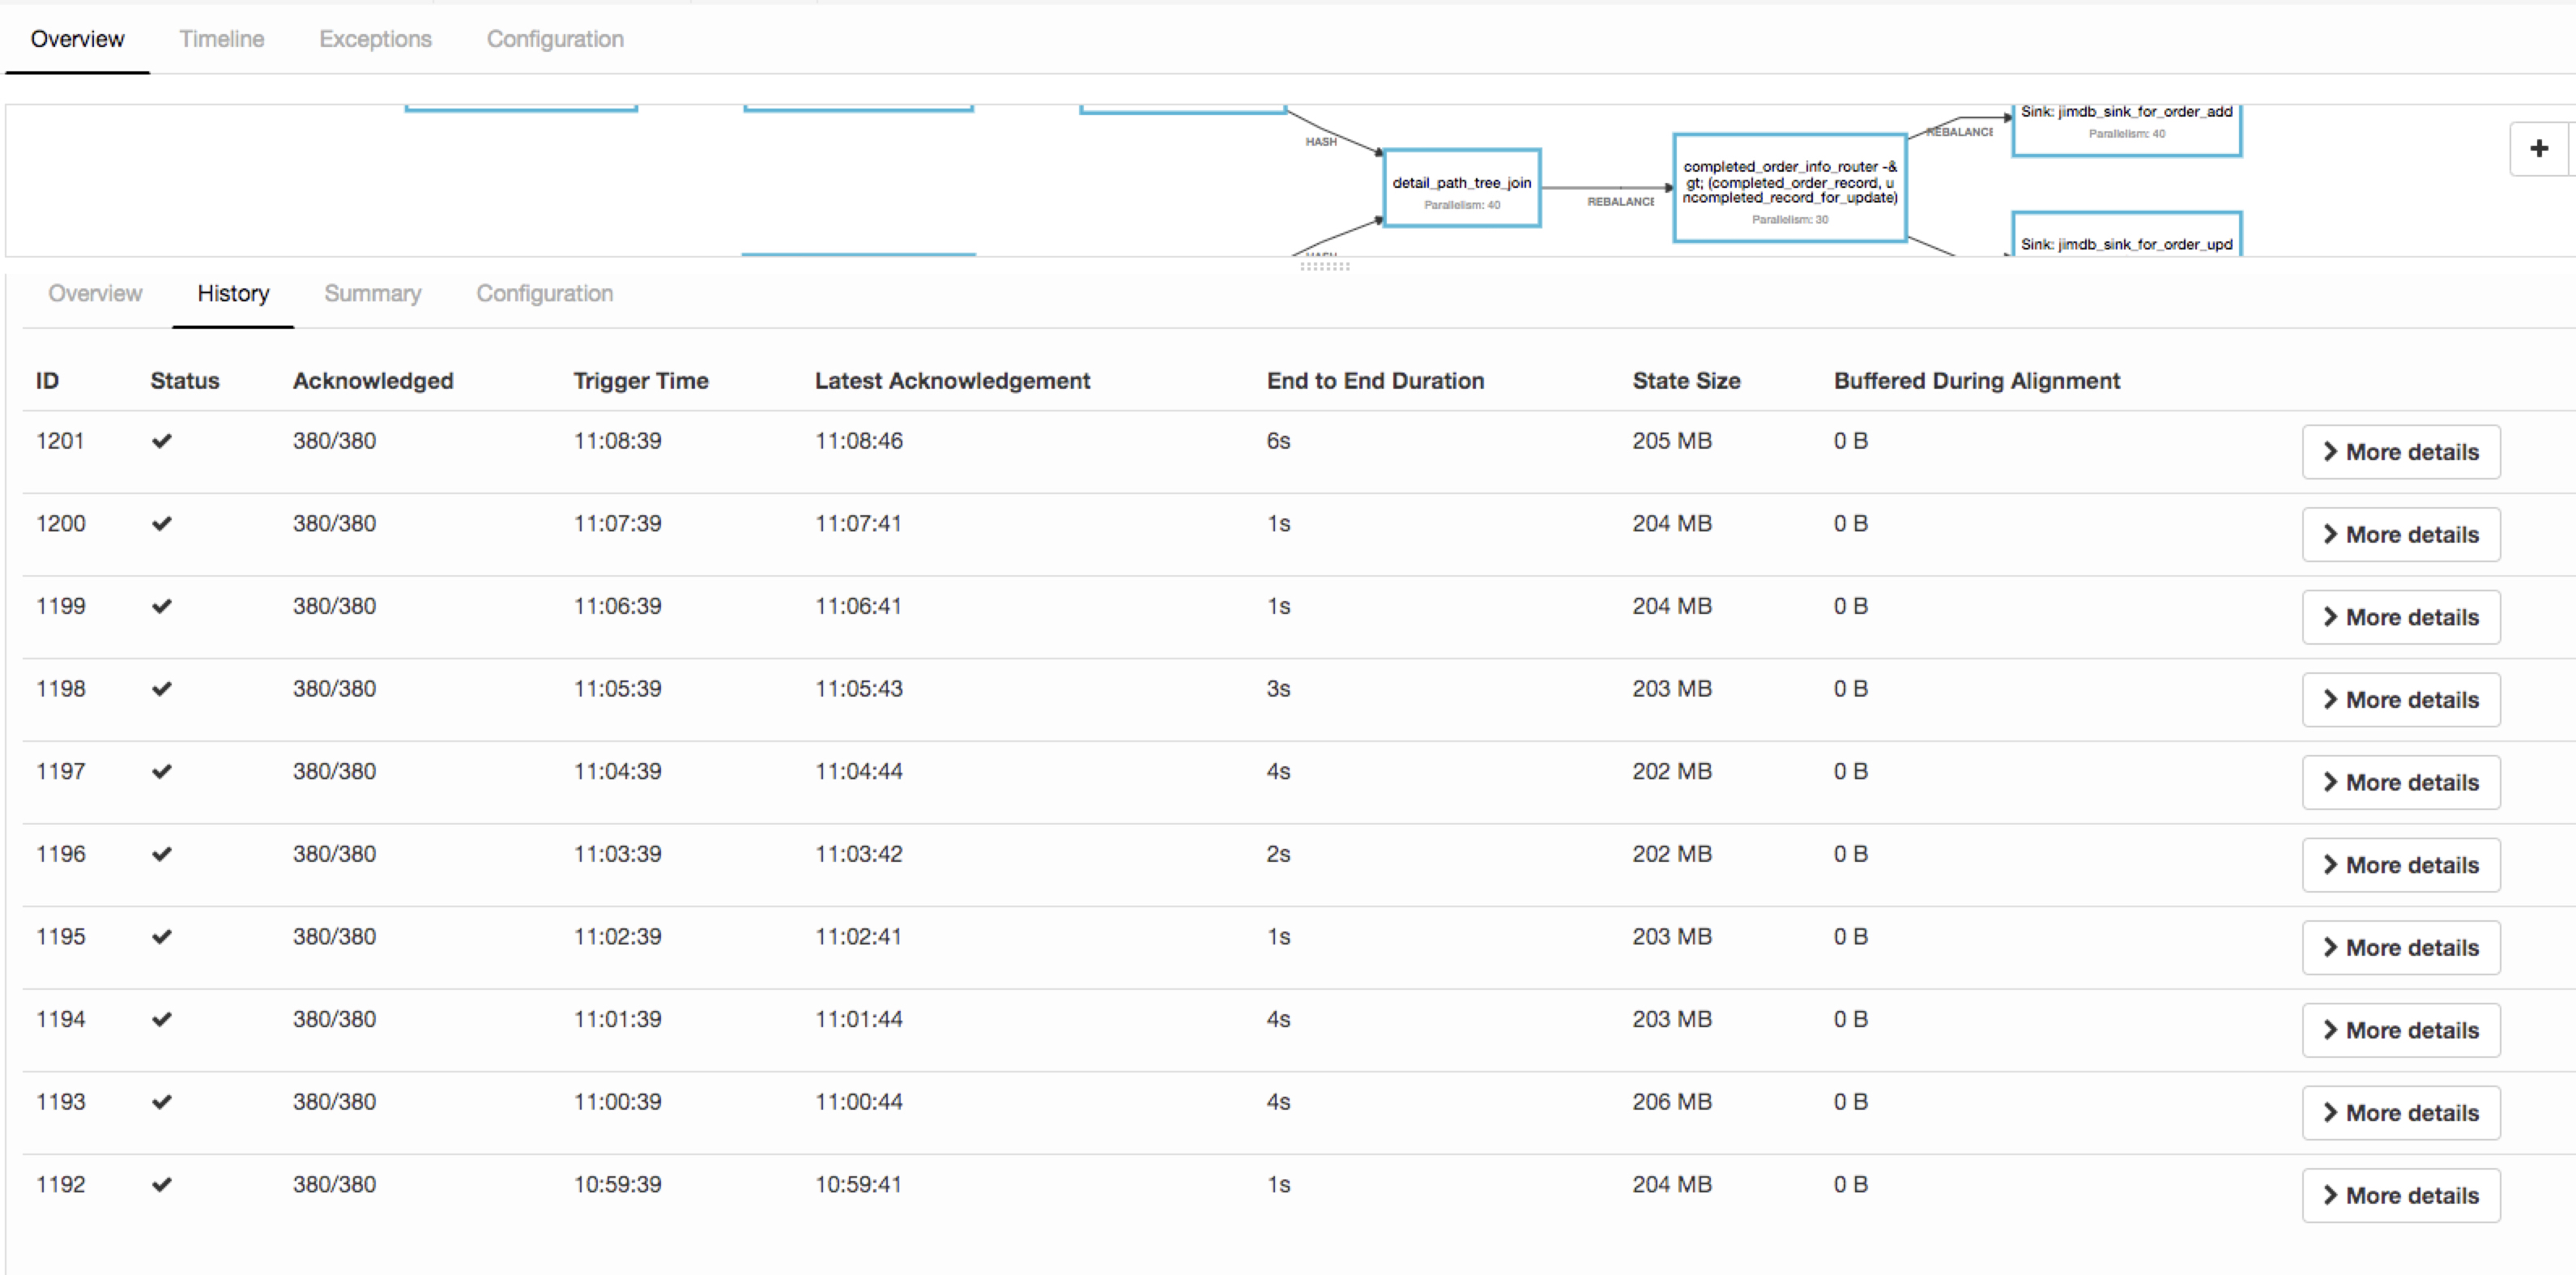 Overview Timeline Exceptions Configuration
Sink: jimdb_sink_for_order_add
Parallelism: 40
HASH
REBALANCE
detail_path_tree_join
Parallelism: 40
REBALANCE
completed_order_info_router -&
gt; (completed_order_record, u
ncompleted_record_for_update)
Parallelism: 30
Sink: jimdb_sink_for_order_upd
HASH
+
Overview History Summary Configuration
ID Status Acknowledged Trigger Time Latest Acknowledgement End to End Duration State Size Buffered During Alignment
1201 380/380 11:08:39 11:08:46 6s 205 MB 0 B More details
1200 380/380 11:07:39 11:07:41 1s 204 MB 0 B More details
1199 380/380 11:06:39 11:06:41 1s 204 MB 0 B More details
1198 380/380 11:05:39 11:05:43 3s 203 MB 0 B More details
1197 380/380 11:04:39 11:04:44 4s 202 MB 0 B More details
1196 380/380 11:03:39 11:03:42 2s 202 MB 0 B More details
1195 380/380 11:02:39 11:02:41 1s 203 MB 0 B More details
1194 380/380 11:01:39 11:01:44 4s 203 MB 0 B More details
1193 380/380 11:00:39 11:00:44 4s 206 MB 0 B More details
1192 380/380 10:59:39 10:59:41 1s 204 MB 0 B More details